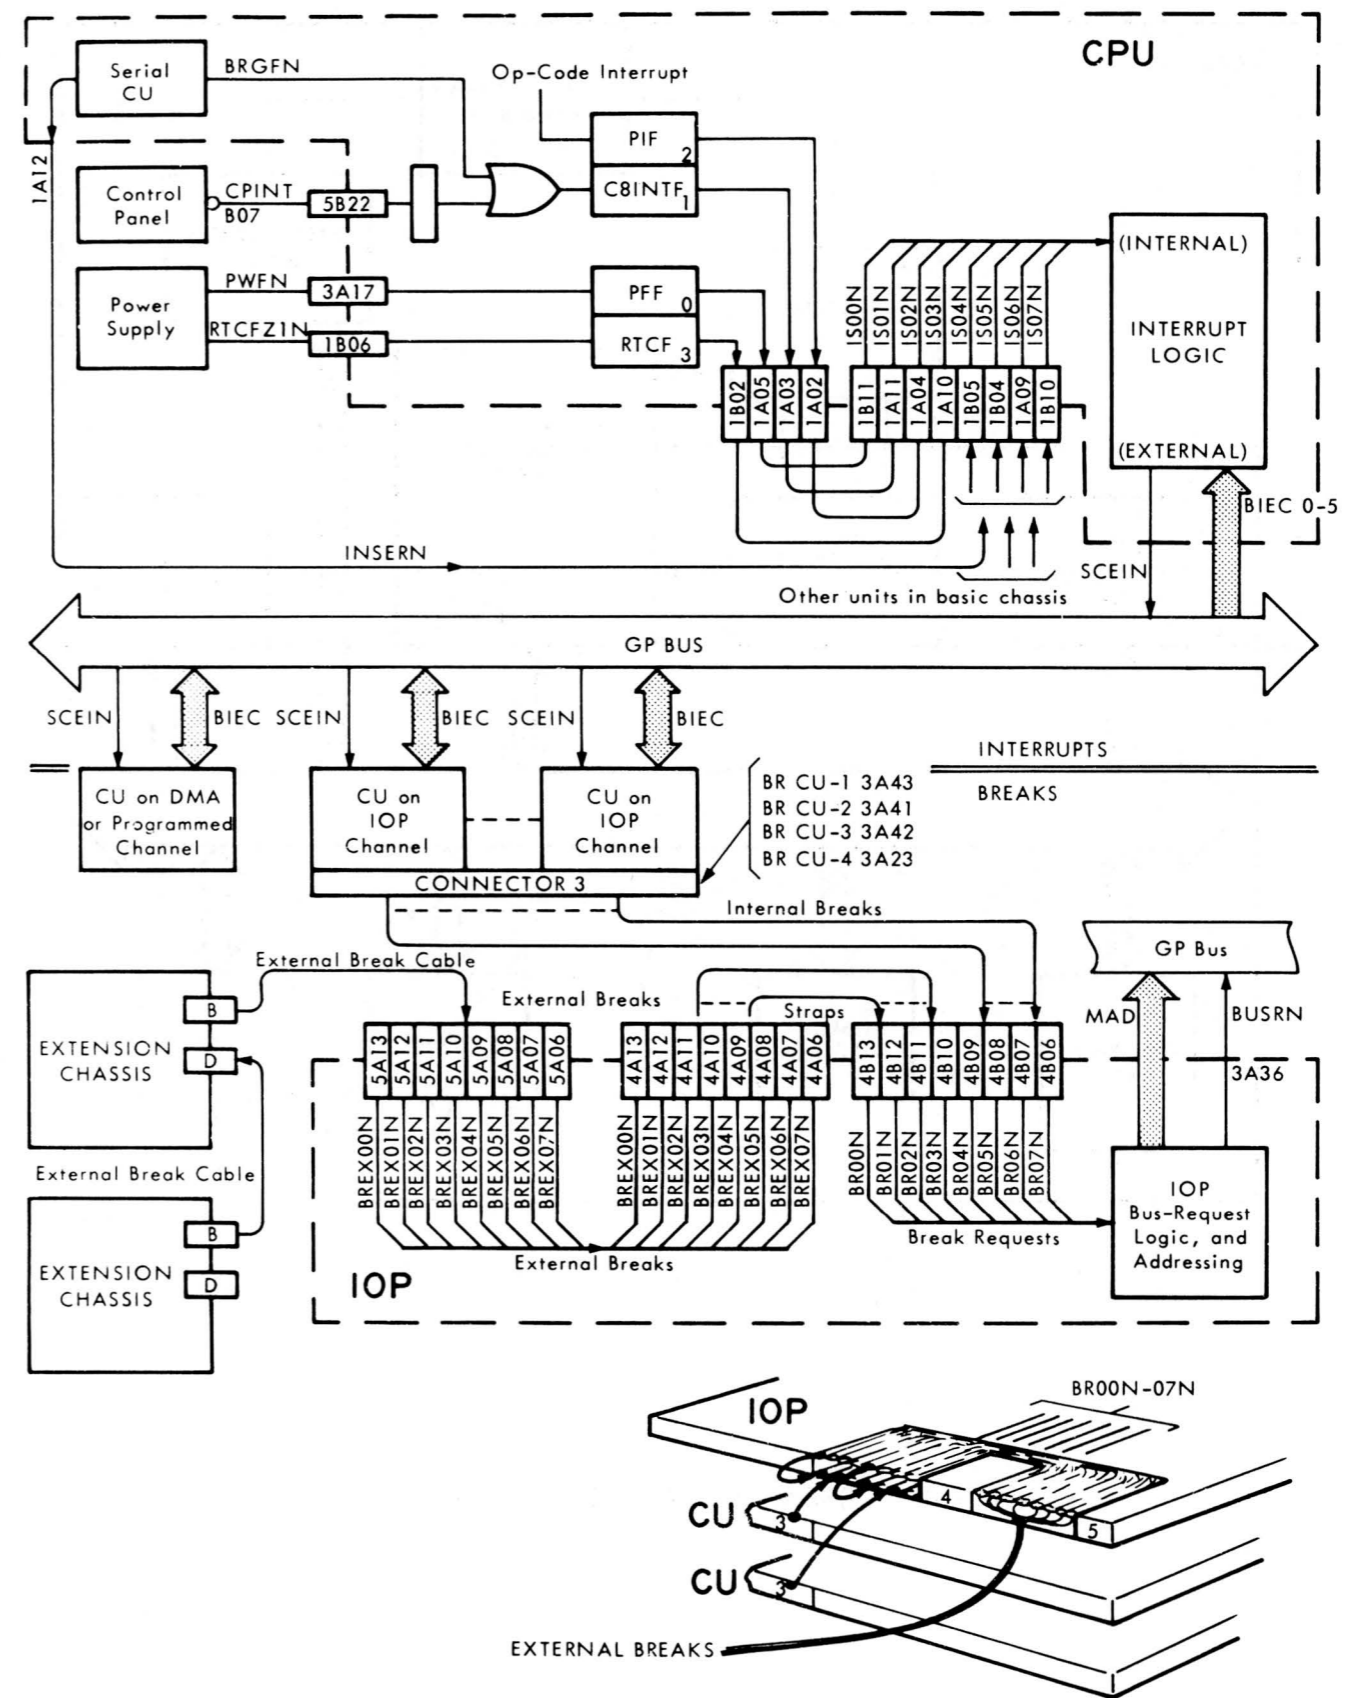 CPU
Serial
CU
BRGFN
Op-Code Interrupt
PIF
2
C8INTF
1
1A12
Control
Panel
CPINT
B07
5B22
Power
Supply
PWFN
3A17
RTCFZ1N
1B06
PFF
0
RTCF
3
1B02
1A05
1A03
1A02
IS00N
IS01N
IS02N
IS03N
IS04N
IS05N
IS06N
IS07N
1B11
1A11
1A04
1A10
1B05
1B04
1A09
1B10
(INTERNAL)
INTERRUPT
LOGIC
(EXTERNAL)
BIEC 0-5
SCEIN
INSERN
Other units in basic chassis
GP BUS
SCEIN
BIEC
SCEIN
BIEC
SCEIN
BIEC
INTERRUPTS
BREAKS
CU on DMA
or Programmed
Channel
CU on
IOP
Channel
CU on
IOP
Channel
CONNECTOR 3
BR CU-1 3A43
BR CU-2 3A41
BR CU-3 3A42
BR CU-4 3A23
Internal Breaks
External Break Cable
External Breaks
Straps
GP Bus
MAD
BUSRN
3A36
EXTENSION
CHASSIS
B
D
5A13
5A12
5A11
5A10
5A09
5A08
5A07
5A06
4A13
4A12
4A11
4A10
4A09
4A08
4A07
4A06
4B13
4B12
4B11
4B10
4B09
4B08
4B07
4B06
BREX00N
BREX01N
BREX02N
BREX03N
BREX04N
BREX05N
BREX06N
BREX07N
BREX00N
BREX01N
BREX02N
BREX03N
BREX04N
BREX05N
BREX06N
BREX07N
BR00N
BR01N
BR02N
BR03N
BR04N
BR05N
BR06N
BR07N
External Break Cable
EXTENSION
CHASSIS
B
D
External Breaks
Break Requests
IOP
Bus-Request
Logic, and
Addressing
IOP
IOP
BR00N-07N
CU
3
4
5
CU
3
EXTERNAL BREAKS